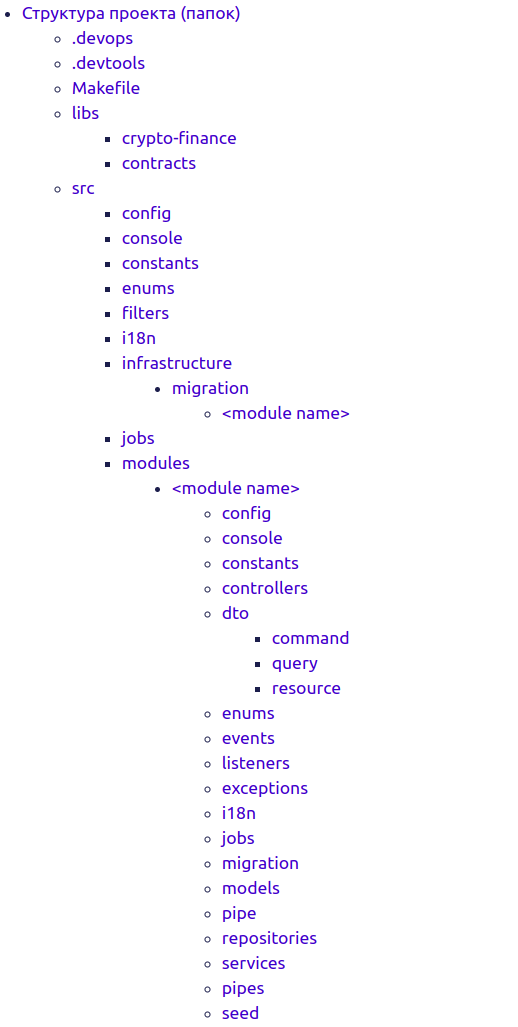 Структура проекта (папок)
.devops
.devtools
Makefile
libs
crypto-finance
contracts
src
config
console
constants
enums
filters
i18n
infrastructure
migration
<module name>
jobs
modules
<module name>
config
console
constants
controllers
dto
command
query
resource
enums
events
listeners
exceptions
i18n
jobs
migration
models
pipe
repositories
services
pipes
seed